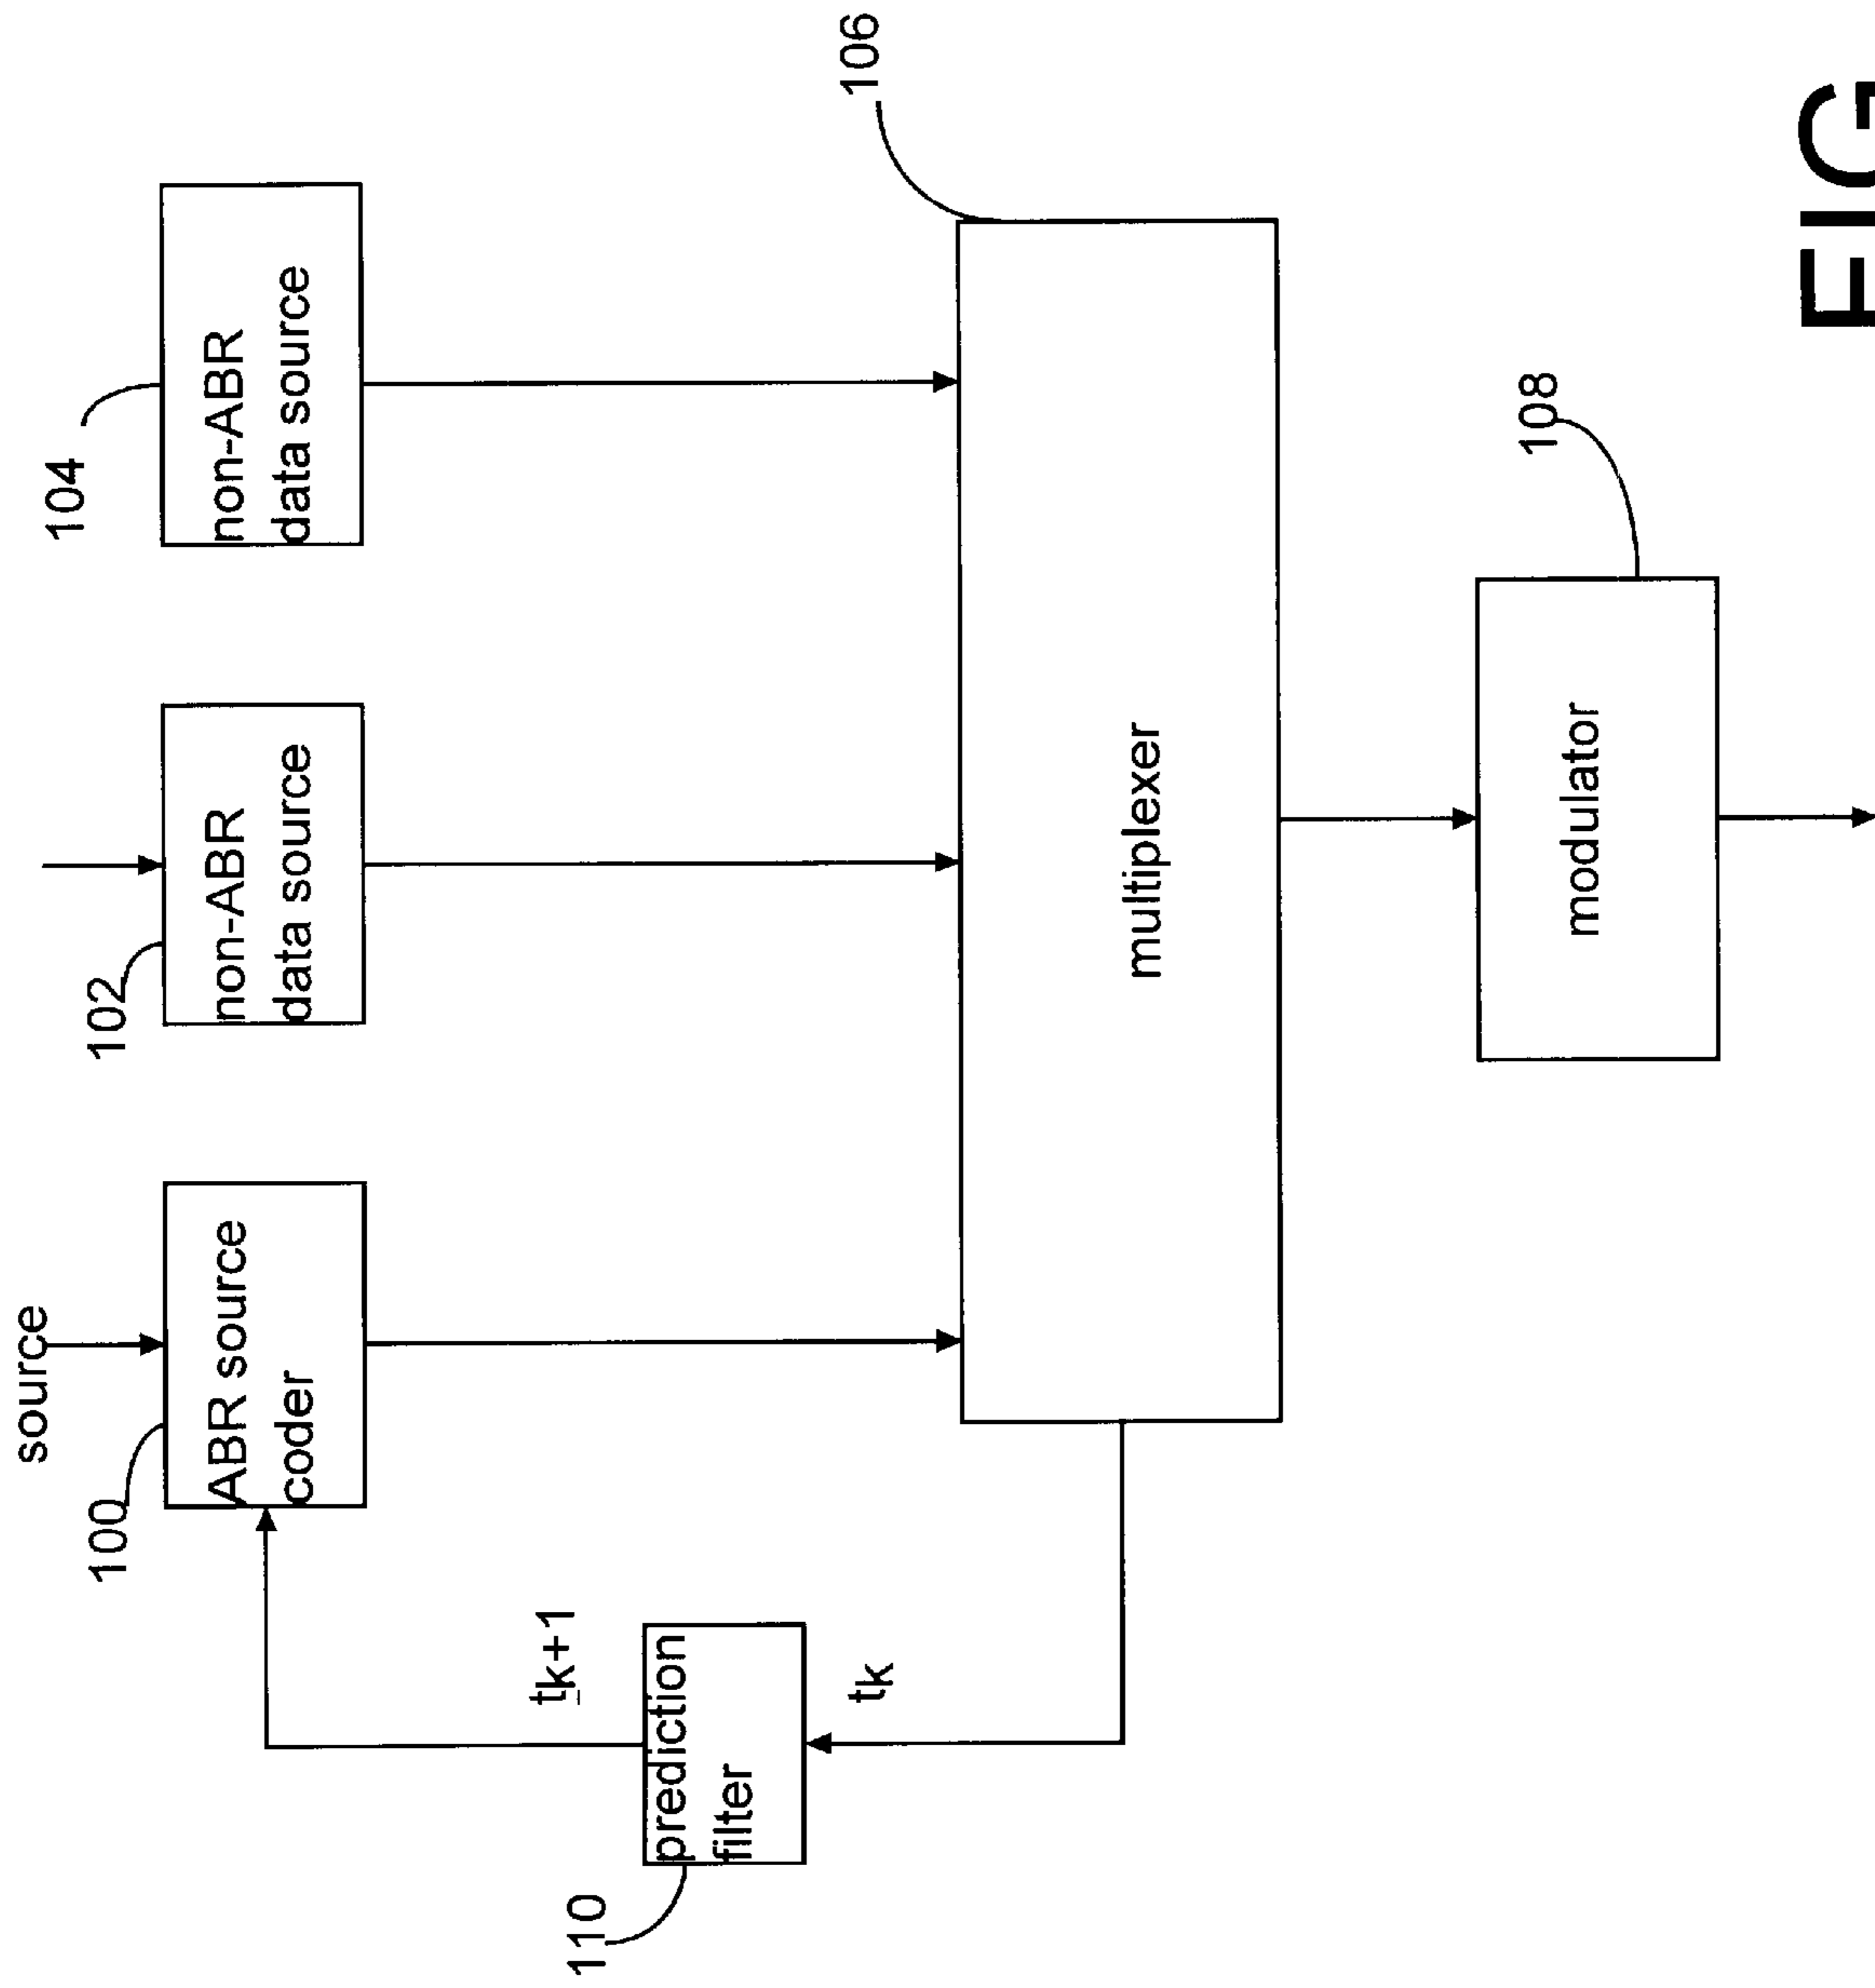 source
100
ABR source
coder
102
non-ABR
data source
104
non-ABR
data source
110
prediction
filter
tk+1
tk
106
multiplexer
108
modulator
FIG